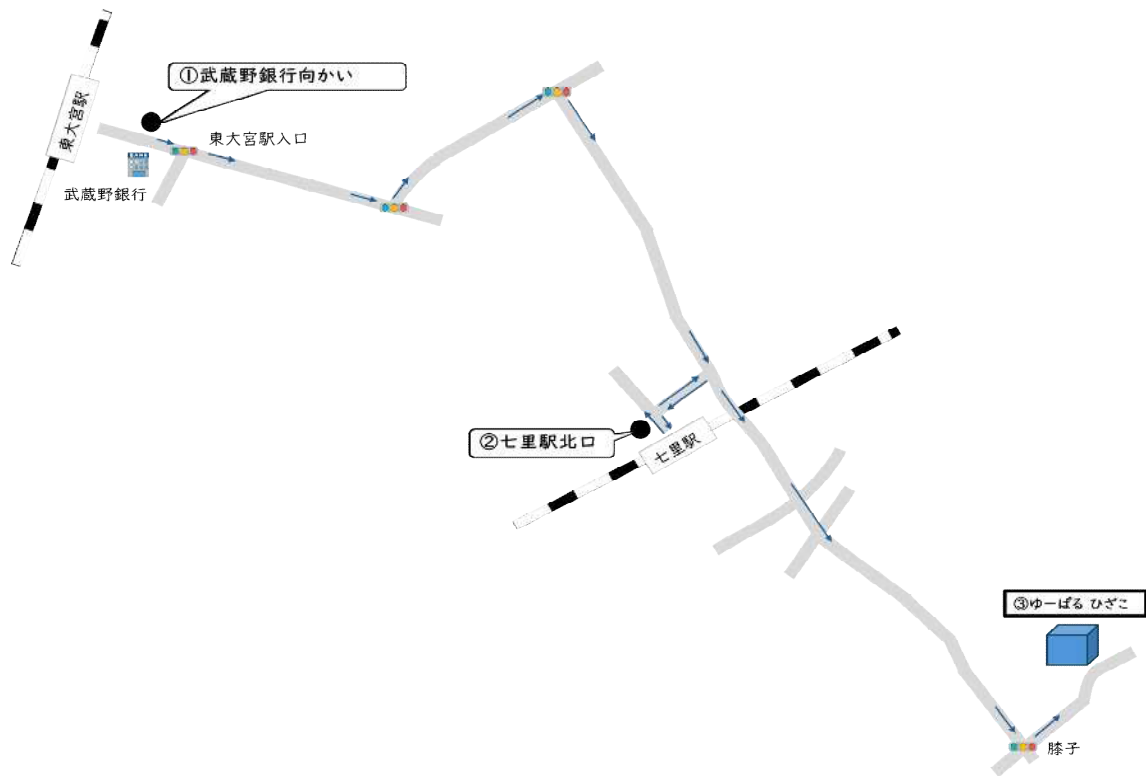 ①武蔵野銀行向かい
東大宮駅
東大宮駅入口
BANK
武蔵野銀行
②七里駅北口
七里駅
③ゆーぱる ひざこ
膝子